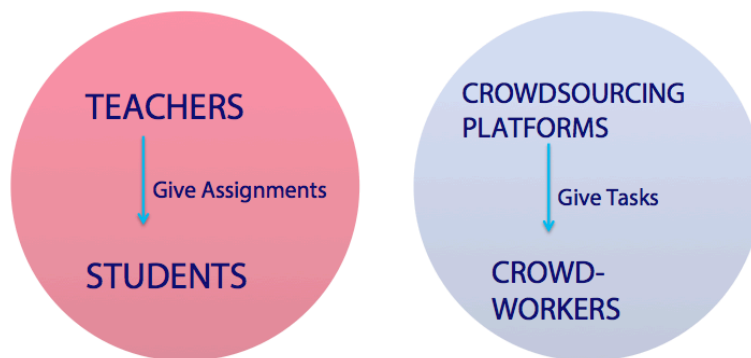 TEACHERS
Give Assignments
STUDENTS
CROWDSOURCING
PLATFORMS
Give Tasks
CROWD-
WORKERS